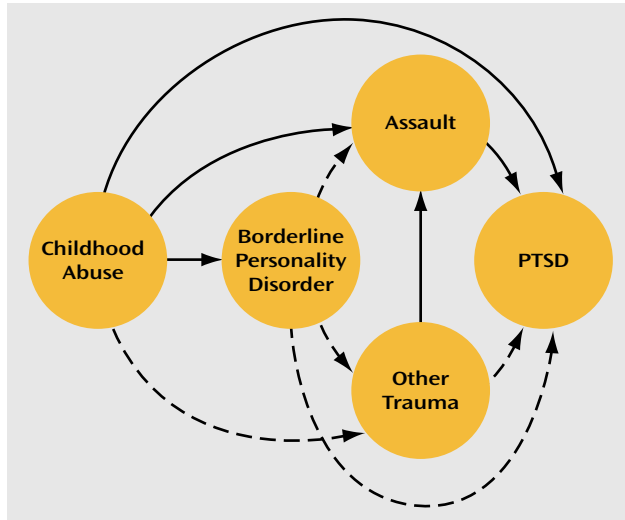 Assault
Childhood
Abuse
Borderline
Personality
Disorder
PTSD
Other
Trauma